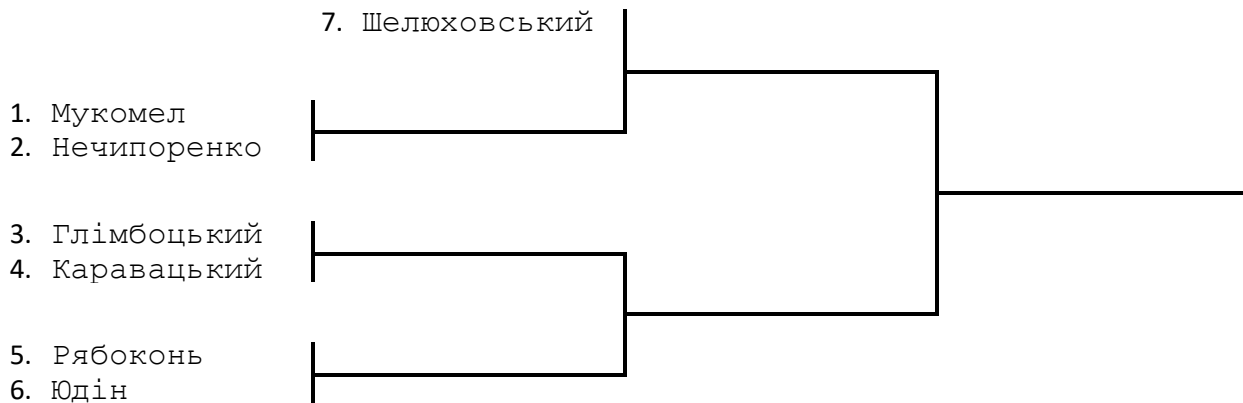 7. Шелюховський
1. Мукомел
2. Нечипоренко
3. Глімбоцький
4. Каравацький
5. Рябоконь
6. Юдін